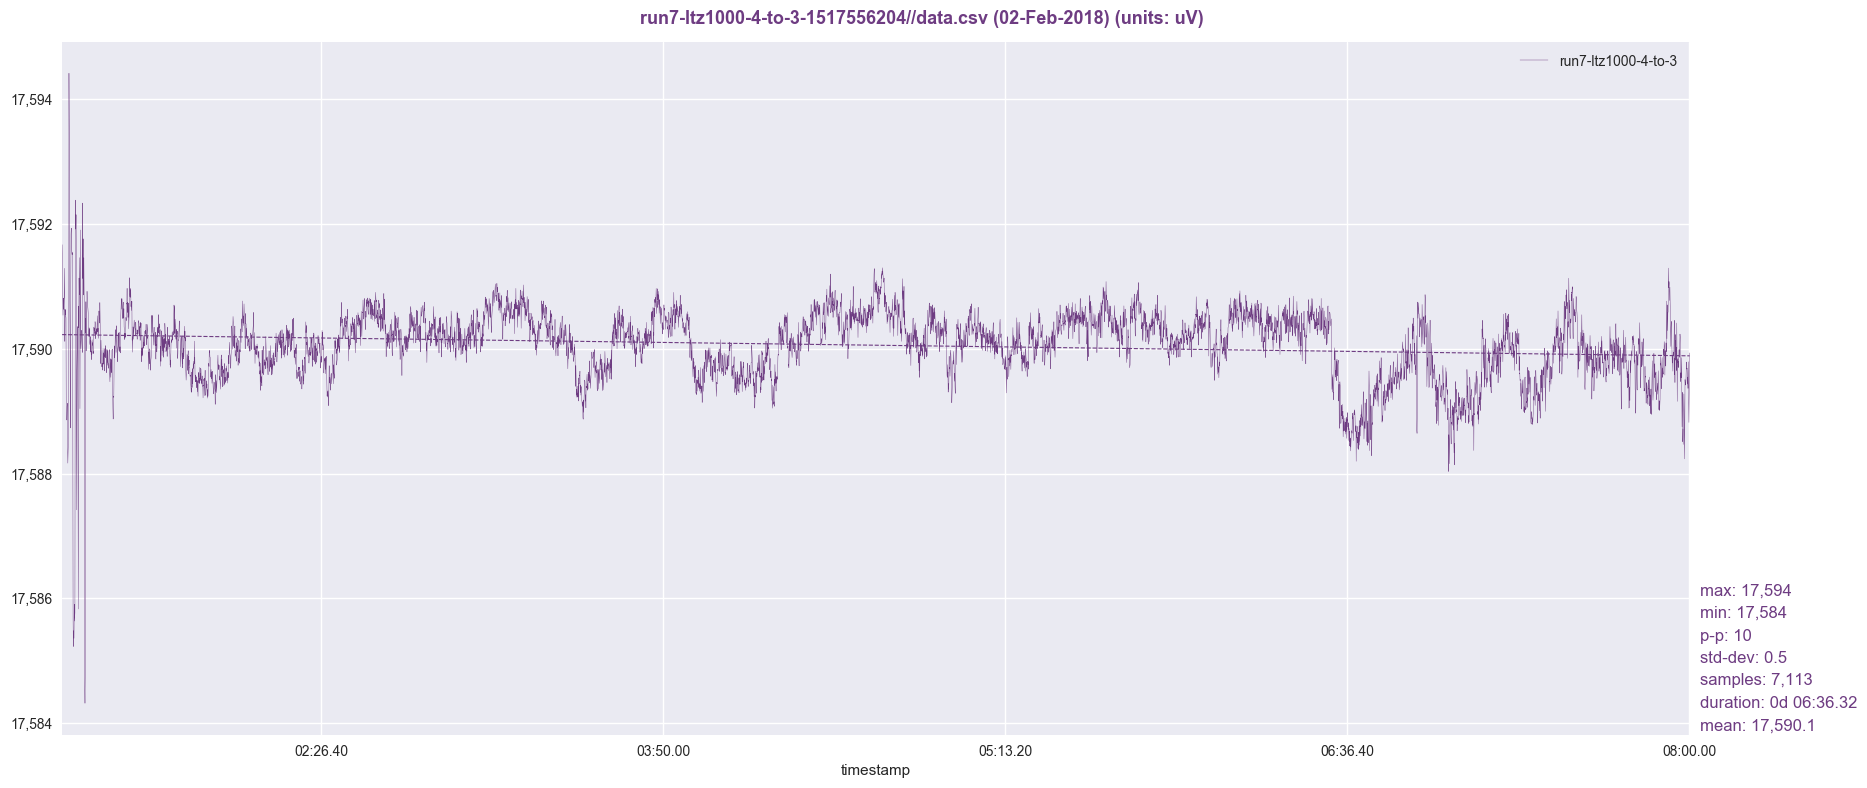 run7-ltz1000-4-to-3-1517556204//data.csv (02-Feb-2018) (units: uV)
run7-ltz1000-4-to-3
17,594
17,592
17,590
17,588
17,586
17,584
02:26.40
03:50.00
05:13.20
06:36.40
08:00.00
timestamp
max: 17,594
min: 17,584
p-p: 10
std-dev: 0.5
samples: 7,113
duration: 0d 06:36.32
mean: 17,590.1